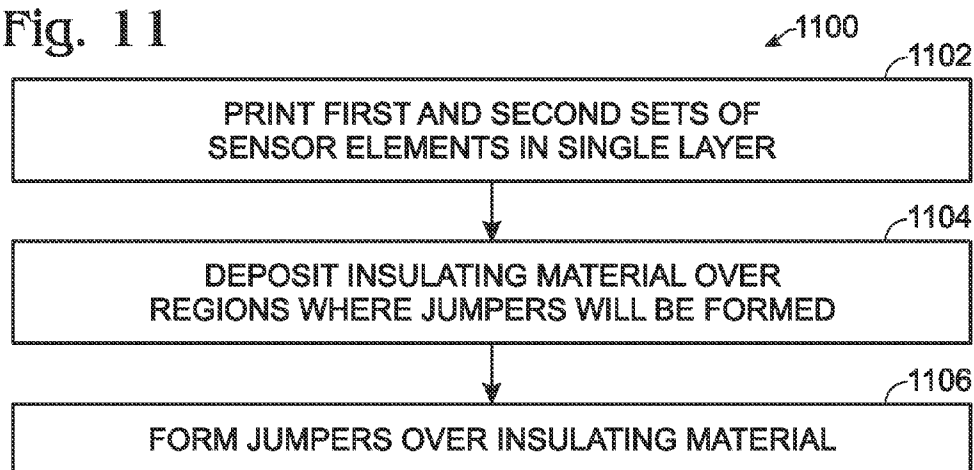 Fig. 11
1100
1102
PRINT FIRST AND SECOND SETS OF
SENSOR ELEMENTS IN SINGLE LAYER
1104
DEPOSIT INSULATING MATERIAL OVER
REGIONS WHERE JUMPERS WILL BE FORMED
1106
FORM JUMPERS OVER INSULATING MATERIAL